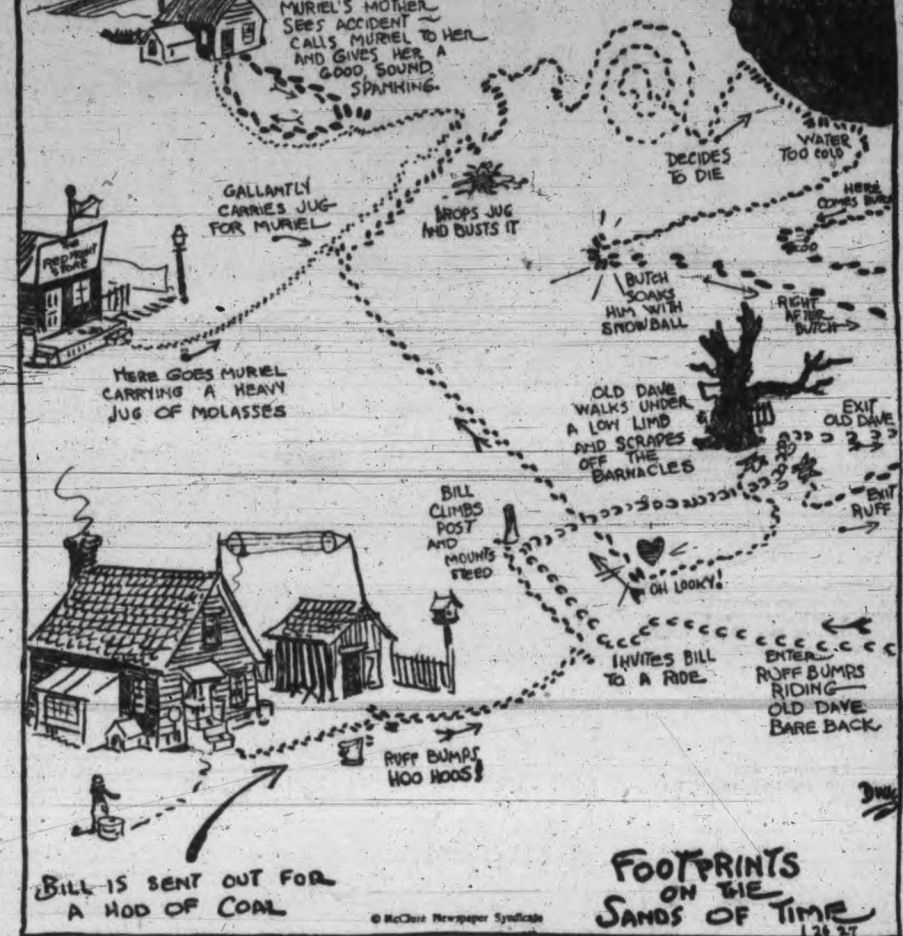 MURIEL'S MOTHER
SEES ACCIDENT ~
CALLS MURIEL TO HER
AND GIVES HER A
GOOD SOUND
SPANKING.
DECIDES
TO DIE
WATER
TOO COLD
HERE
COMES
GALLANTLY
CARRIES JUG
FOR MURIEL
DROPS JUG
AND BUSTS IT
THE
STORE
BUTCH
SOAKS
HIM WITH
SNOWBALL
RIGHT
AFTER
BUTCH
HERE GOES MURIEL
CARRYING A HEAVY
JUG OF MOLASSES
OLD DAVE
WALKS UNDER
A LOW LIMB
AND SCRAPES
OFF THE
BARNACLES
EXIT
OLD DAVE
EXIT
RUFF
BILL
CLIMBS
POST
AND
MOUNTS
STEED
OH LOOKY!
INVITES BILL
TO A RIDE
ENTER
RUFF BUMPS
RIDING
OLD DAVE
BARE BACK
RUFF BUMPS
HOO HOOS!
BILL IS SENT OUT FOR
A HOD OF COAL
© McClure Newspaper Syndicate
FOOTPRINTS
ON THE
SANDS OF TIME